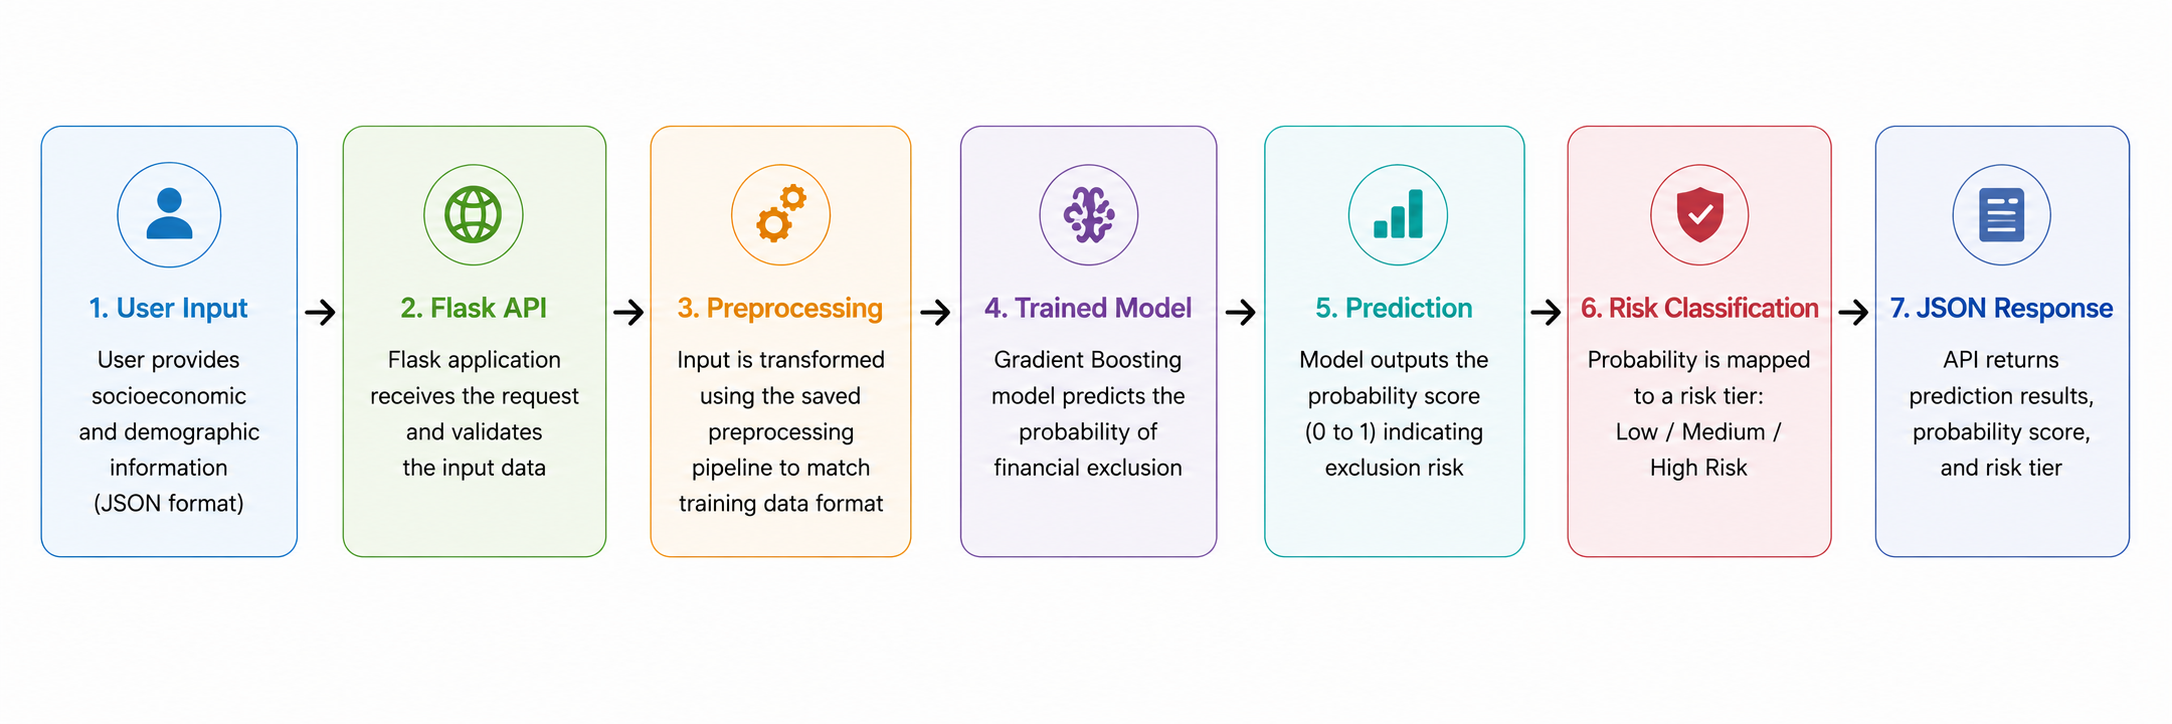 1. User Input
User provides
socioeconomic
and demographic
information
(JSON format)
2. Flask API
Flask application
receives the request
and validates
the input data
3. Preprocessing
Input is transformed
using the saved
preprocessing
pipeline to match
training data format
4. Trained Model
Gradient Boosting
model predicts the
probability of
financial exclusion
5. Prediction
Model outputs the
probability score
(0 to 1) indicating
exclusion risk
6. Risk Classification
Probability is mapped
to a risk tier:
Low / Medium /
High Risk
7. JSON Response
API returns
prediction results,
probability score,
and risk tier